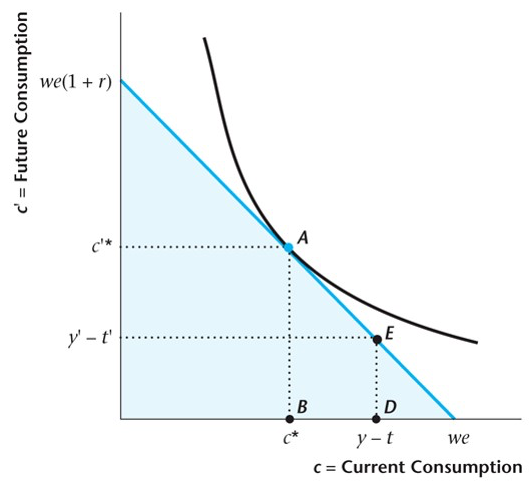 c' = Future Consumption
we(1 + r)
A
c'*
y' – t'
E
B
D
c*
y – t
we
c = Current Consumption